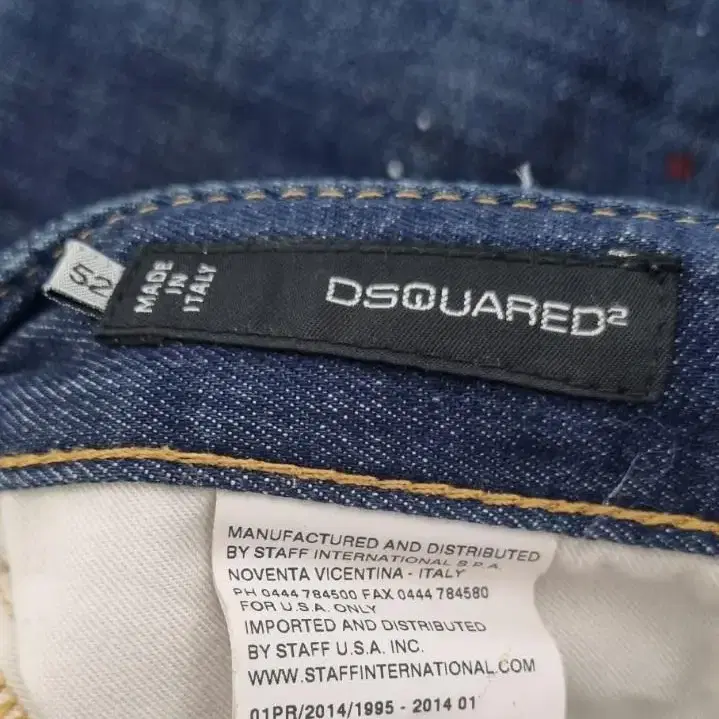 52
MADE
IN
ITALY
DSQUARED2
MANUFACTURED AND DISTRIBUTED
BY STAFF INTERNATIONAL S.P.A.
NOVENTA VICENTINA - ITALY
PH 0444 784500 FAX 0444 784580
FOR U.S.A. ONLY
IMPORTED AND DISTRIBUTED
BY STAFF U.S.A. INC.
WWW.STAFFINTERNATIONAL.COM
01PR/2014/1995 - 2014 01